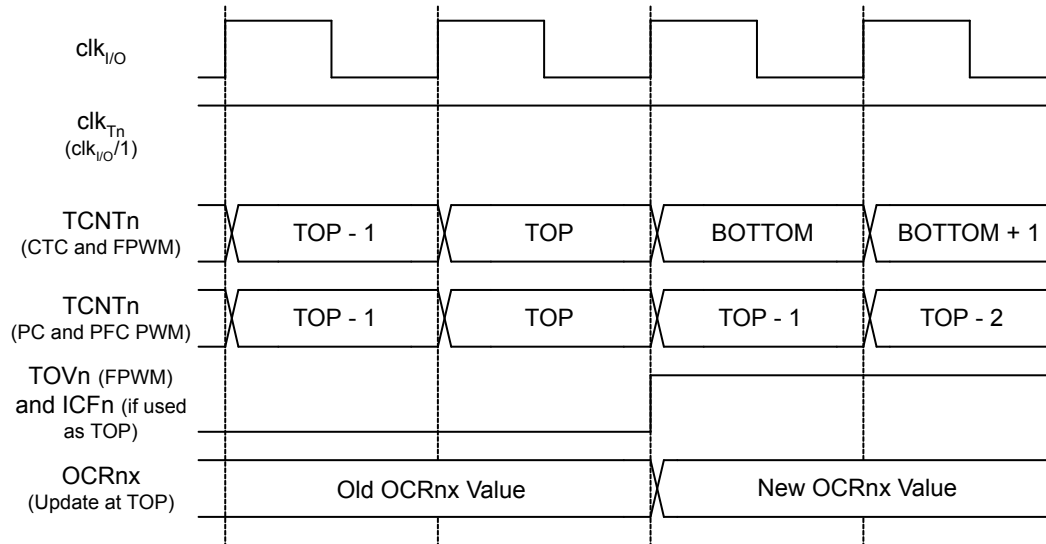 clkI/O
clkTn
(clkI/O/1)
TCNTn
(CTC and FPWM)
TOP - 1
TOP
BOTTOM
BOTTOM + 1
TCNTn
(PC and PFC PWM)
TOP - 1
TOP
TOP - 1
TOP - 2
TOVn (FPWM)
and ICFn (if used
as TOP)
OCRnx
(Update at TOP)
Old OCRnx Value
New OCRnx Value